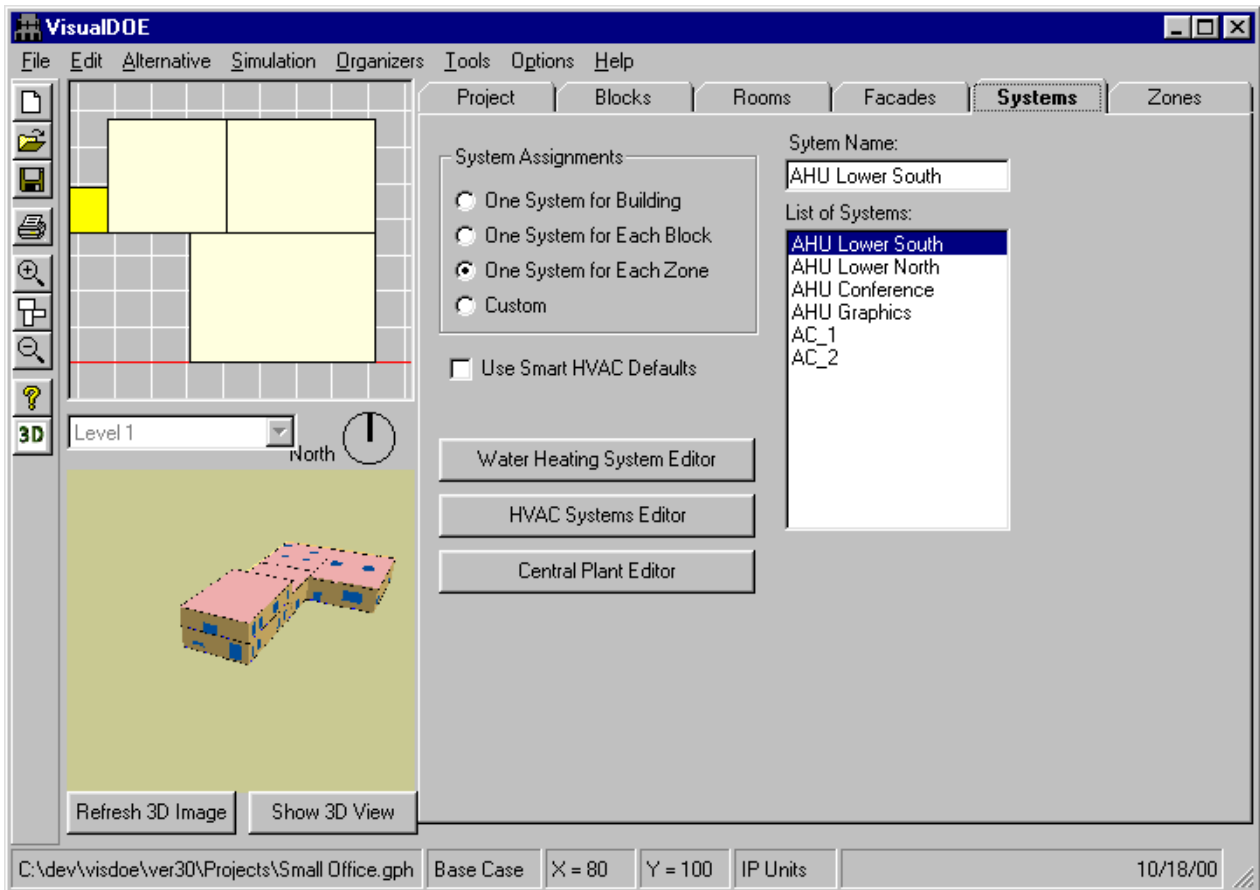 VisualDOE
File Edit Alternative Simulation Organizers Tools Options Help
Project Blocks Rooms Facades Systems Zones
System Assignments
One System for Building
One System for Each Block
One System for Each Zone
Custom
Use Smart HVAC Defaults
Water Heating System Editor
HVAC Systems Editor
Central Plant Editor
Sytem Name:
AHU Lower South
List of Systems:
AHU Lower South
AHU Lower North
AHU Conference
AHU Graphics
AC_1
AC_2
3D
Level 1
North
Refresh 3D Image Show 3D View
C:\dev\visdoe\ver30\Projects\Small Office.gph Base Case X = 80 Y = 100 IP Units 10/18/00